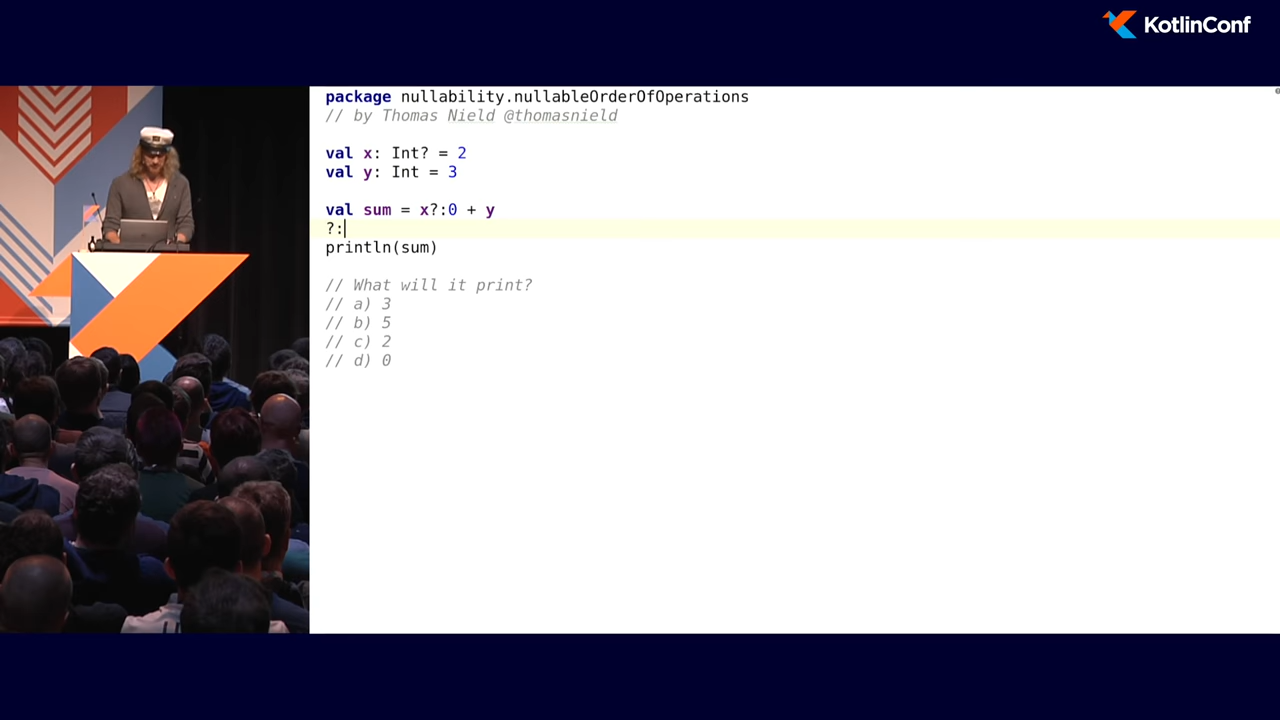 KotlinConf
package nullability.nullableOrderOfOperations
// by Thomas Nield @thomasnield
val x: Int? = 2
val y: Int = 3
val sum = x?:0 + y
?:
println(sum)
// What will it print?
// a) 3
// b) 5
// c) 2
// d) 0